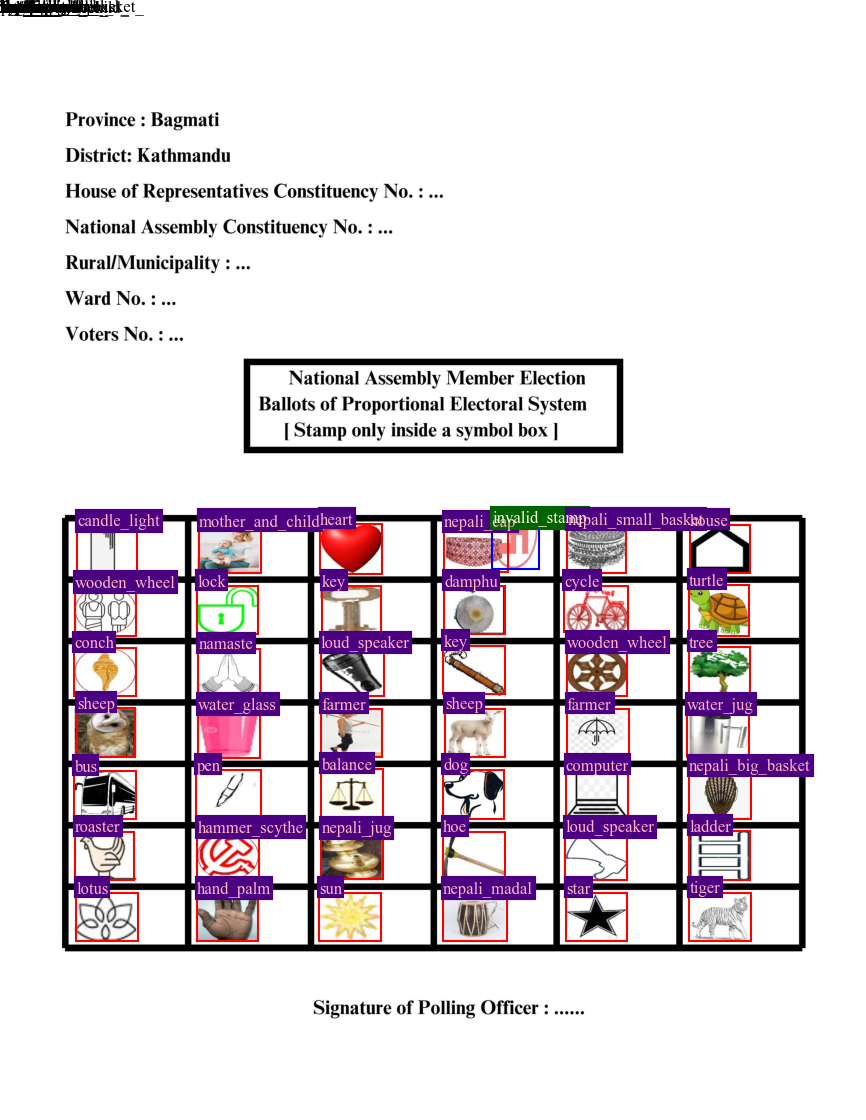 Province : Bagmati
District: Kathmandu
House of Representatives Constituency No. : ...
National Assembly Constituency No. : ...
Rural/Municipality : ...
Ward No. : ...
Voters No. : ...
National Assembly Member Election
Ballots of Proportional Electoral System
[ Stamp only inside a symbol box ]
candle_light mother_and_child heart nepali_cap invalid_stamp nepali_small_basket house
wooden_wheel lock key damphu cycle turtle
conch namaste loud_speaker key wooden_wheel tree
sheep water_glass farmer sheep farmer water_jug
bus pen balance dog computer nepali_big_basket
roaster hammer_scythe nepali_jug hoe loud_speaker ladder
lotus hand_palm sun nepali_madal star tiger
Signature of Polling Officer : ......